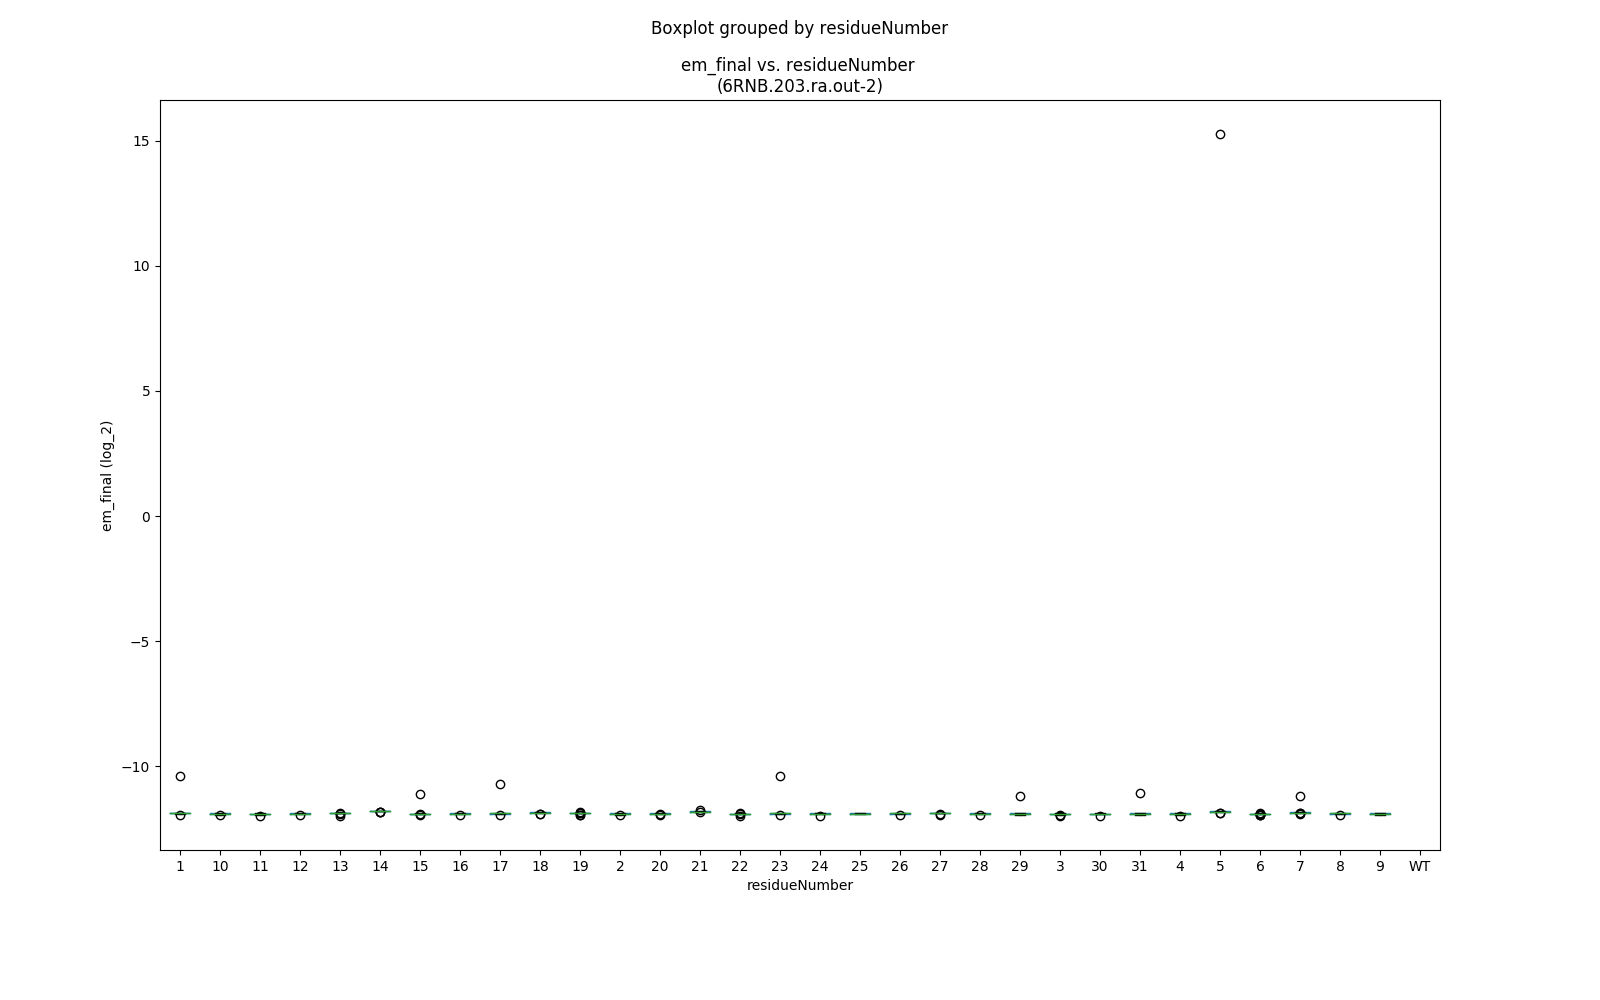 Boxplot grouped by residueNumber
em_final vs. residueNumber
(6RNB.203.ra.out-2)
15
10
5
0
−5
−10
em_final (log_2)
1 10 11 12 13 14 15 16 17 18 19 2 20 21 22 23 24 25 26 27 28 29 3 30 31 4 5 6 7 8 9 WT
residueNumber